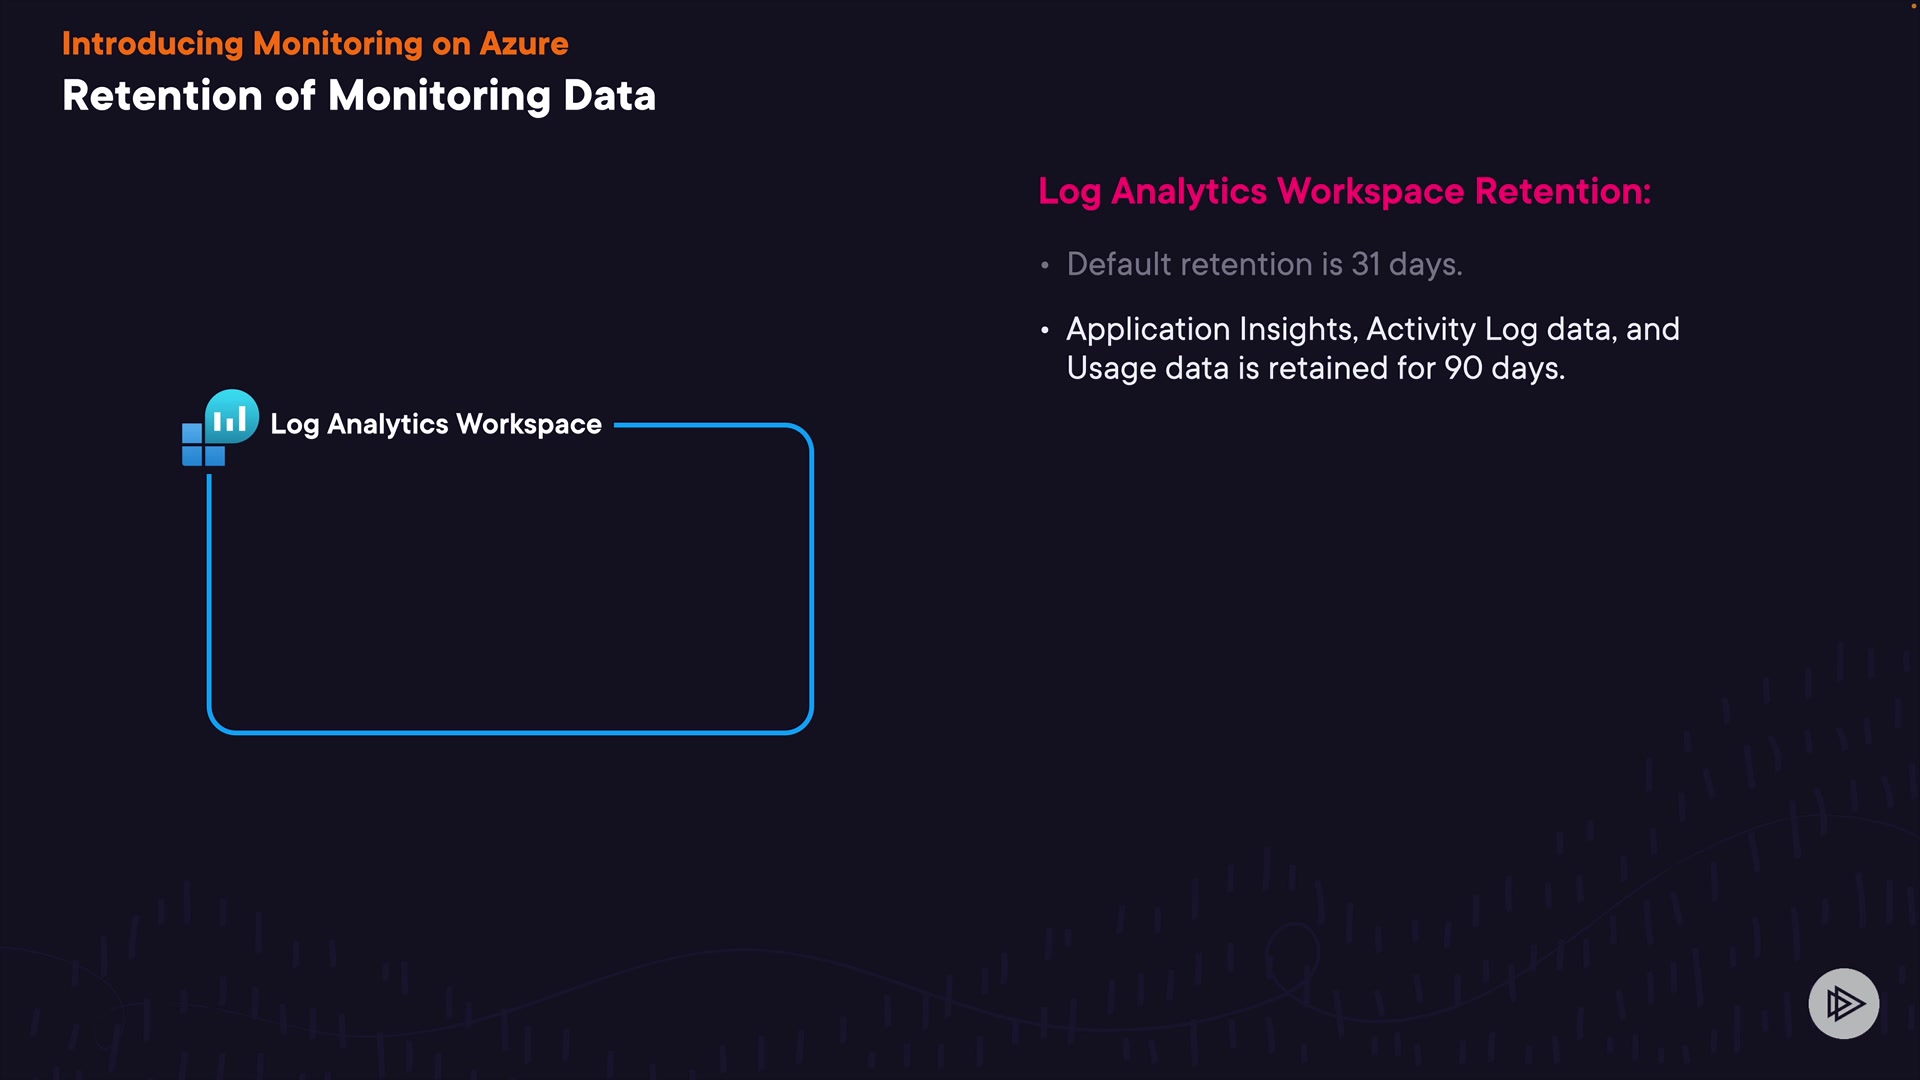 Introducing Monitoring on Azure
Retention of Monitoring Data
Log Analytics Workspace Retention:
• Default retention is 31 days.
• Application Insights, Activity Log data, and
Usage data is retained for 90 days.
Log Analytics Workspace